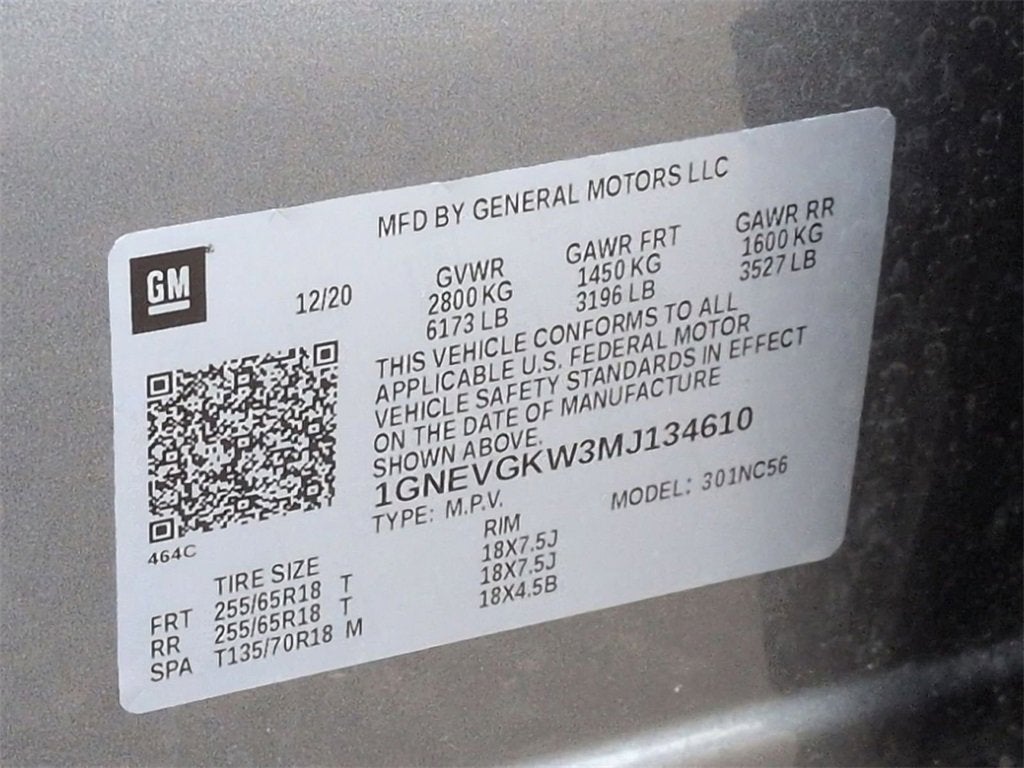 MFD BY GENERAL MOTORS LLC
GM
12/20
GVWR
2800 KG
6173 LB
GAWR FRT
1450 KG
3196 LB
GAWR RR
1600 KG
3527 LB
THIS VEHICLE CONFORMS TO ALL
APPLICABLE U.S. FEDERAL MOTOR
VEHICLE SAFETY STANDARDS IN EFFECT
ON THE DATE OF MANUFACTURE
SHOWN ABOVE.
1GNEVGKW3MJ134610
TYPE: M.P.V. MODEL: 301NC56
464C
TIRE SIZE RIM
FRT 255/65R18 T 18X7.5J
RR 255/65R18 T 18X7.5J
SPA T135/70R18 M 18X4.5B